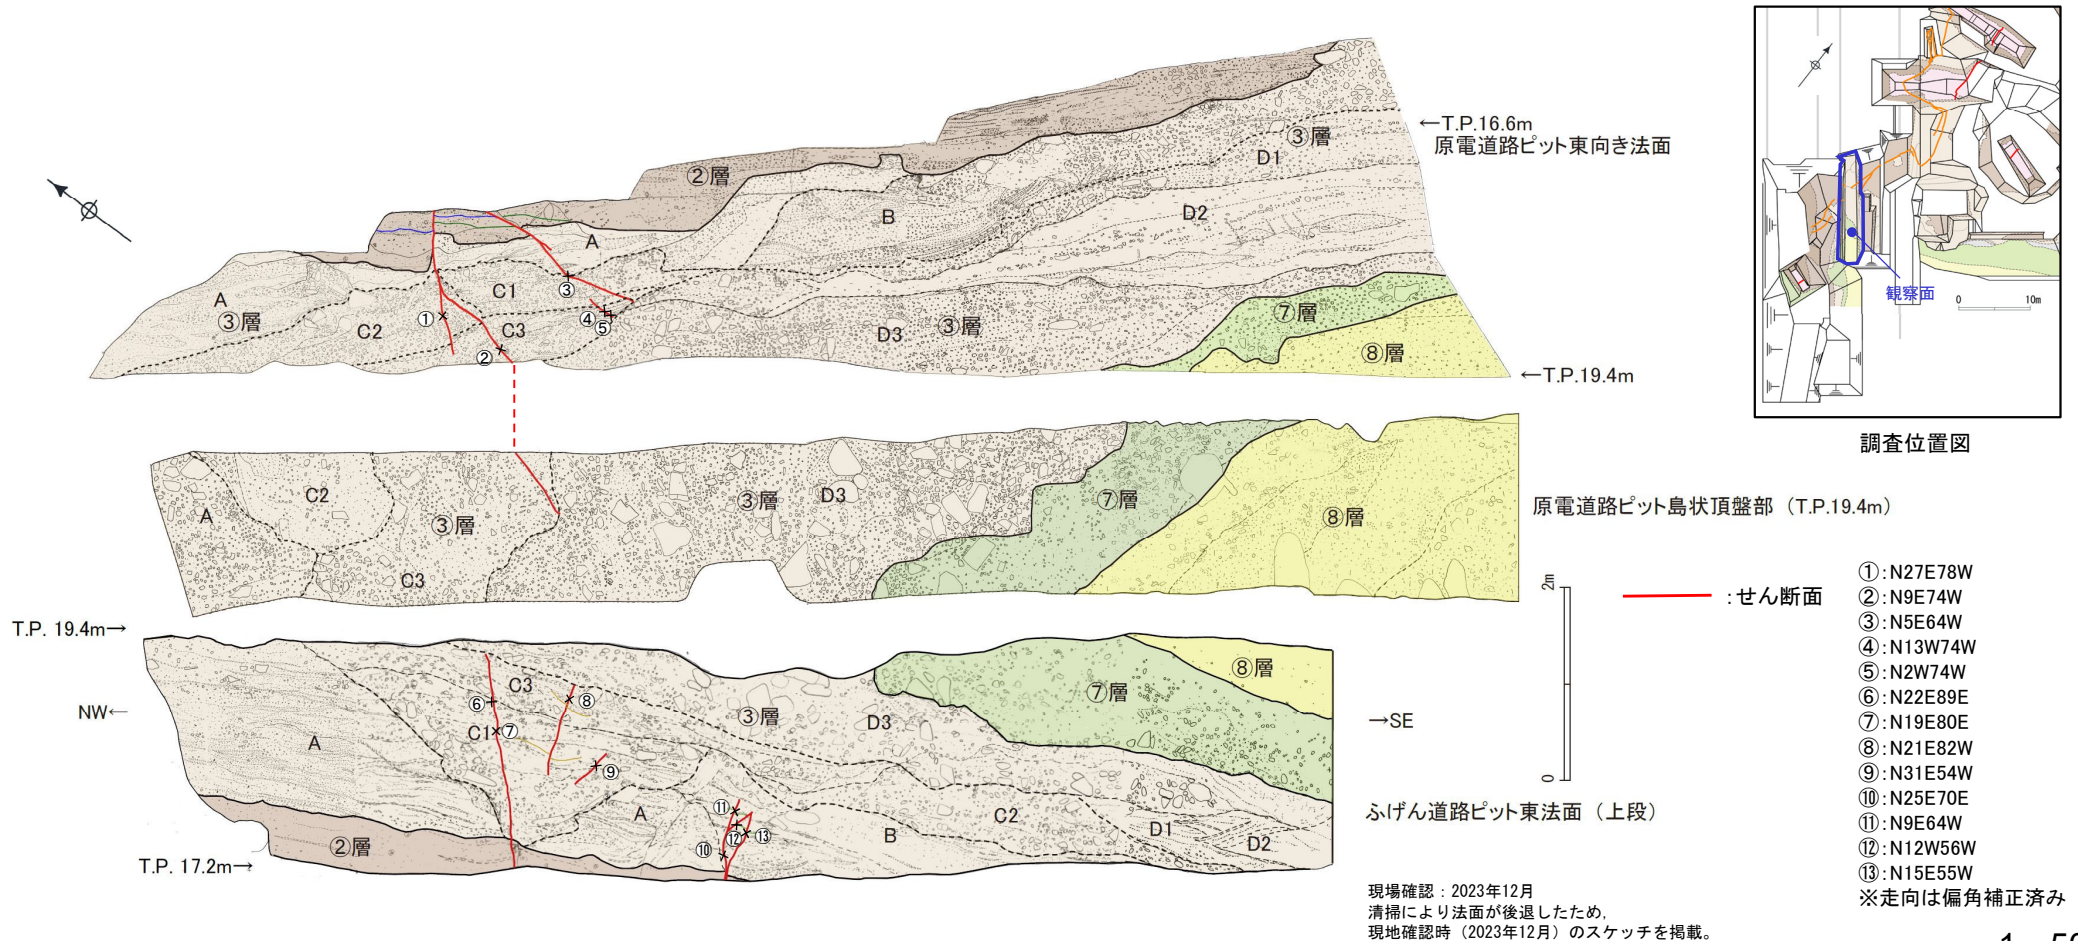 ②層
A
B
③層
D1
D2
A
③層
C1
C2
C3
D3
③層
⑦層
⑧層
①
②
③
④
⑤
←T.P.16.6m
原電道路ピット東向き法面
←T.P.19.4m
A
C2
③層
C3
③層
D3
⑦層
⑧層
原電道路ピット島状頂盤部（T.P.19.4m）
T.P. 19.4m→
NW←
A
C3
C1
⑥
⑦
⑧
⑨
③層
D3
⑦層
⑧層
→SE
A
⑪
⑫
⑬
⑩
B
C2
D1
D2
②層
T.P. 17.2m→
ふげん道路ピット東法面（上段）
2m
0
観察面
0 10m
調査位置図
：せん断面
①:N27E78W
②:N9E74W
③:N5E64W
④:N13W74W
⑤:N2W74W
⑥:N22E89E
⑦:N19E80E
⑧:N21E82W
⑨:N31E54W
⑩:N25E70E
⑪:N9E64W
⑫:N12W56W
⑬:N15E55W
※走向は偏角補正済み
現場確認：2023年12月
清掃により法面が後退したため，
現地確認時（2023年12月）のスケッチを掲載。